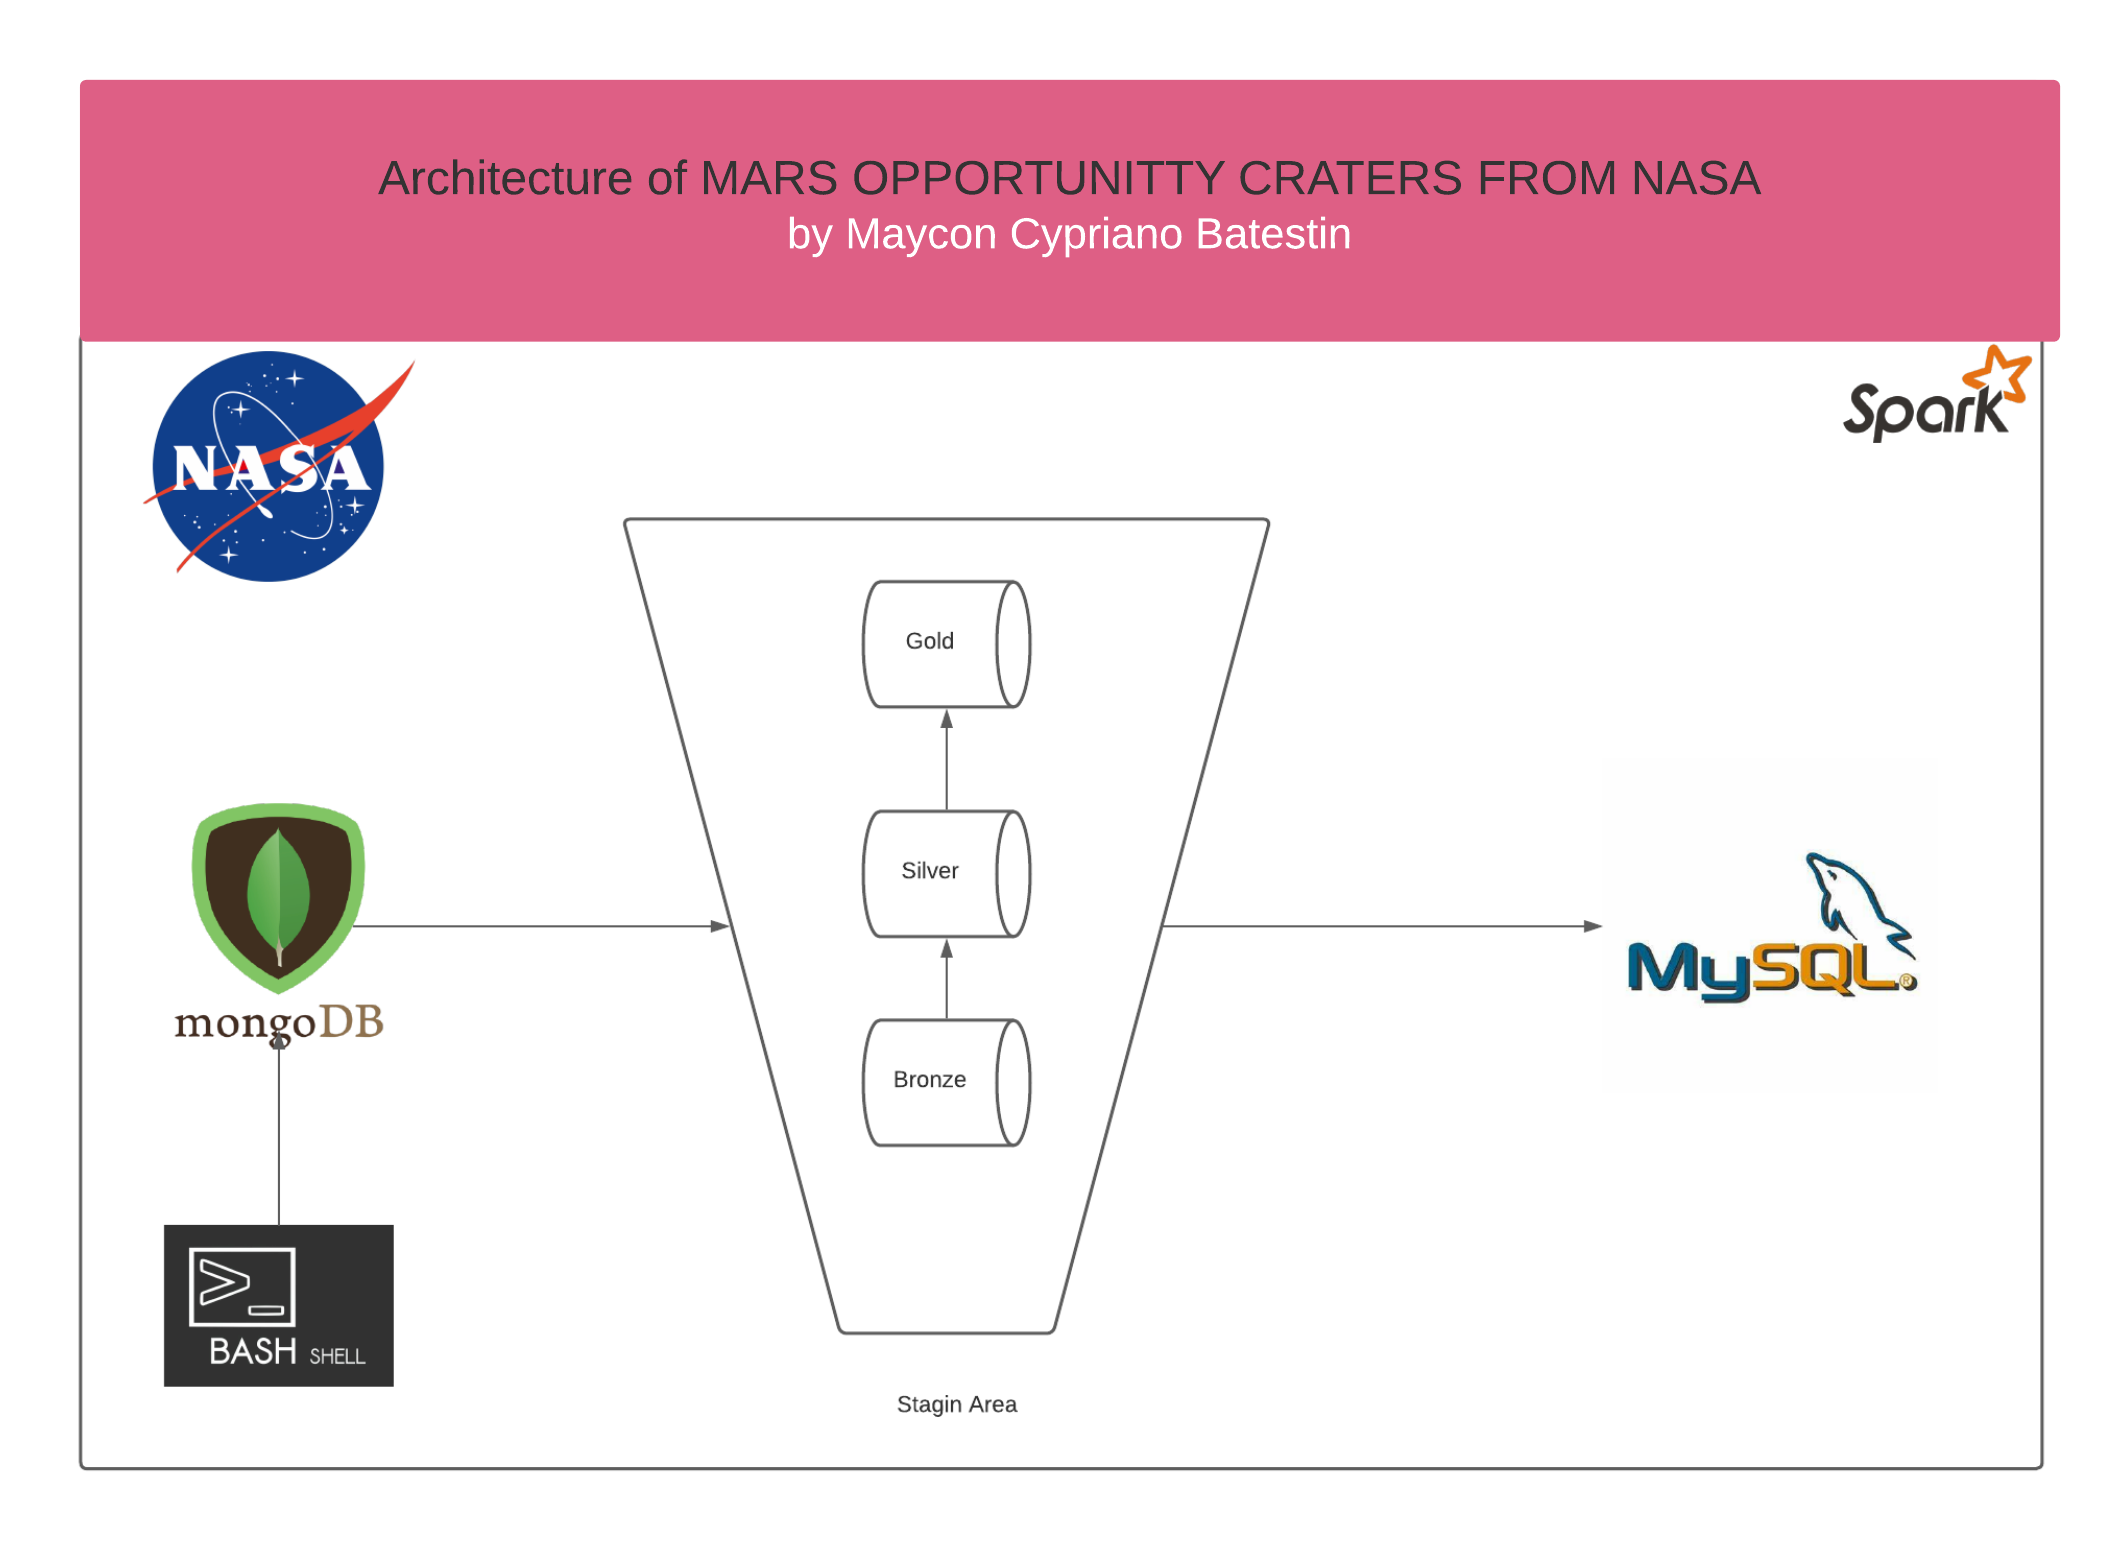 Architecture of MARS OPPORTUNITTY CRATERS FROM NASA
by Maycon Cypriano Batestin
NASA
Spark
Gold
Silver
Bronze
mongoDB
MySQL®
>_
BASH SHELL
Stagin Area